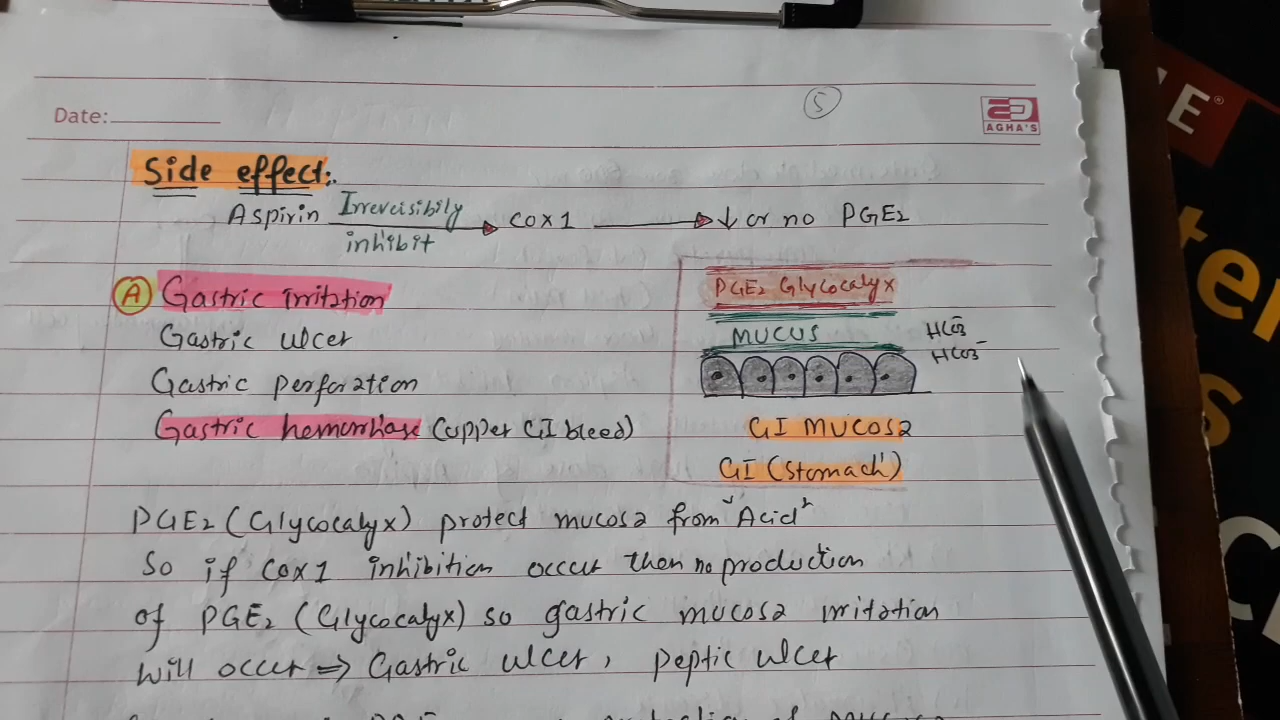 5
Date:
AGHA'S
Side effect:
Aspirin Irreversibily inhibit COX1 ↓ or no PGE2
A Gastric irritation
Gastric ulcer
Gastric perforation
Gastric hemorrhage (upper GI bleed)
PGE2 Glycocalyx
MUCUS
HCO3-
HCO3-
GI MUCOSa
GI (Stomach)
PGE2 (Glycocalyx) protect mucosa from "Acid"
So if COX1 inhibition occur then no production
of PGE2 (Glycocalyx) so gastric mucosa irritation
will occur ⇒ Gastric ulcer, peptic ulcer
E®